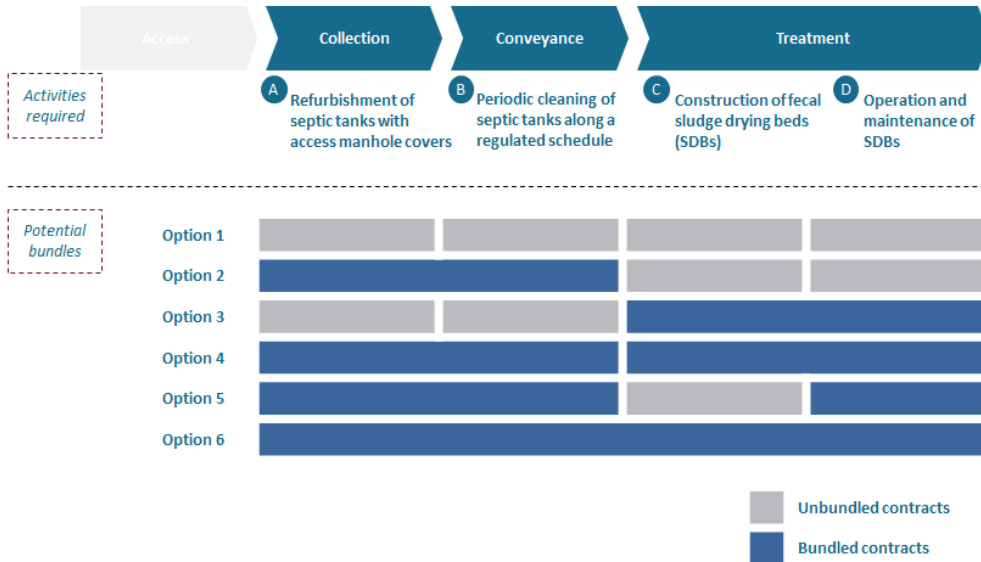 Access
Collection
Conveyance
Treatment
Activities
required
A
Refurbishment of
septic tanks with
access manhole covers
B
Periodic cleaning of
septic tanks along a
regulated schedule
C
Construction of fecal
sludge drying beds
(SDBs)
D
Operation and
maintenance of
SDBs
Potential
bundles
Option 1
Option 2
Option 3
Option 4
Option 5
Option 6
Unbundled contracts
Bundled contracts